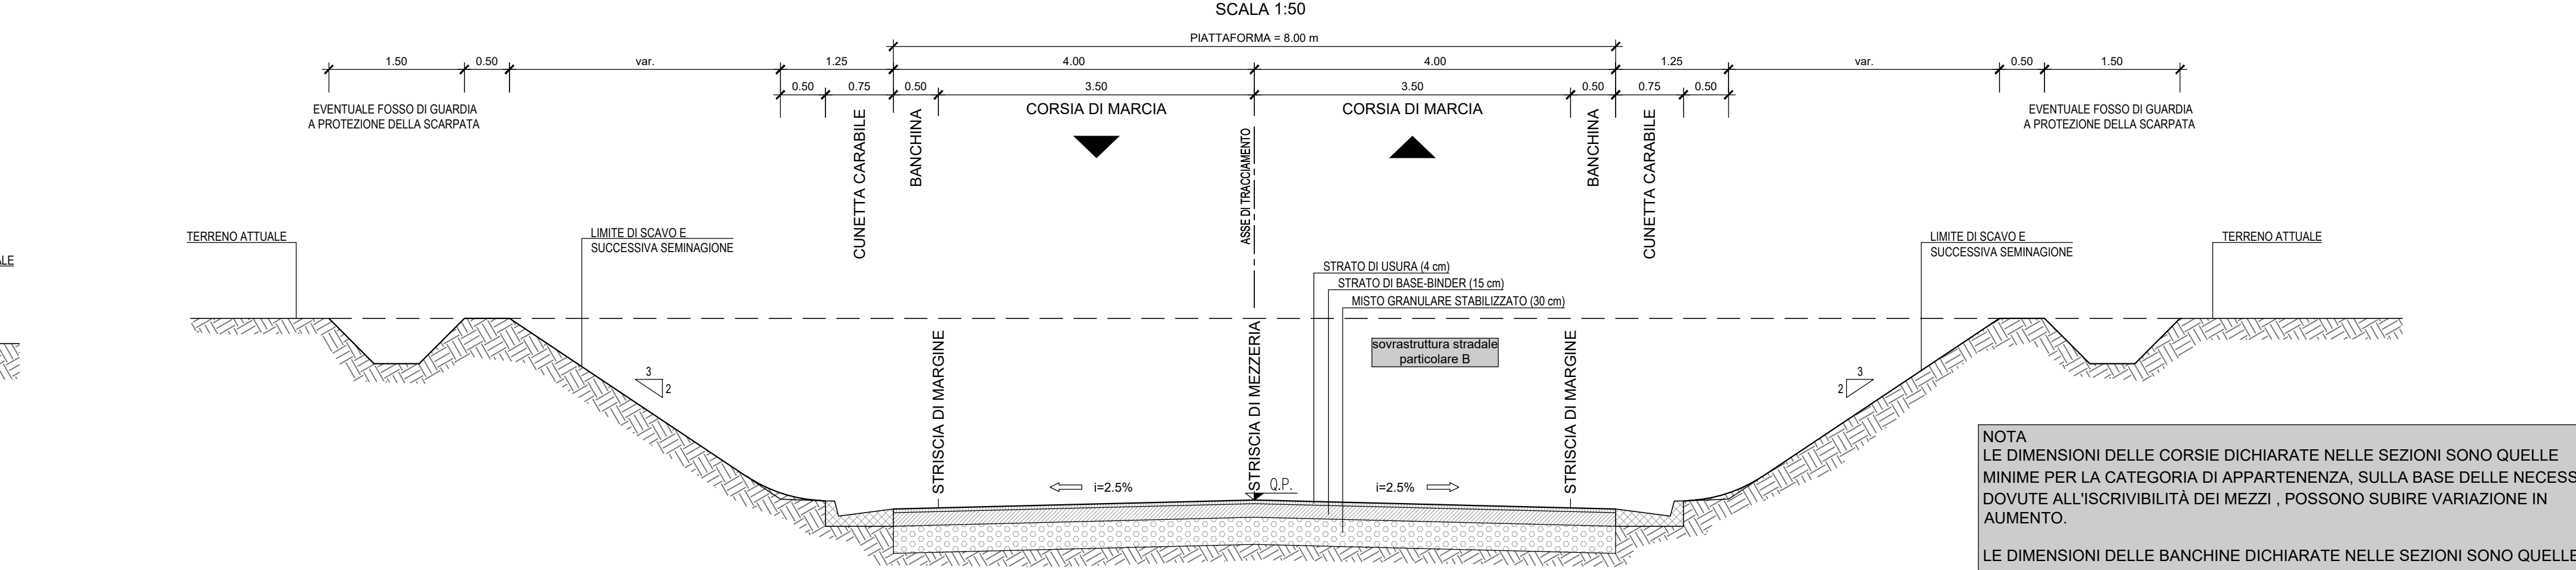 SCALA 1:50
PIATTAFORMA = 8.00 m
1.50 0.50 var. 1.25 4.00 4.00 1.25 var. 0.50 1.50
0.50 0.75 0.50 3.50 3.50 0.50 0.75 0.50
EVENTUALE FOSSO DI GUARDIA
A PROTEZIONE DELLA SCARPATA
CUNETTA CARABILE
BANCHINA
CORSIA DI MARCIA
ASSE DI TRACCIAMENTO
CORSIA DI MARCIA
BANCHINA
CUNETTA CARABILE
EVENTUALE FOSSO DI GUARDIA
A PROTEZIONE DELLA SCARPATA
TERRENO ATTUALE
LIMITE DI SCAVO E
SUCCESSIVA SEMINAGIONE
STRATO DI USURA (4 cm)
STRATO DI BASE-BINDER (15 cm)
MISTO GRANULARE STABILIZZATO (30 cm)
LIMITE DI SCAVO E
SUCCESSIVA SEMINAGIONE
TERRENO ATTUALE
3
2
STRISCIA DI MARGINE
STRISCIA DI MEZZERIA
sovrastruttura stradale
particolare B
STRISCIA DI MARGINE
3
2
i=2.5%
Q.P.
i=2.5%
NOTA
LE DIMENSIONI DELLE CORSIE DICHIARATE NELLE SEZIONI SONO QUELLE
MINIME PER LA CATEGORIA DI APPARTENENZA, SULLA BASE DELLE NECESS
DOVUTE ALL'ISCRIVIBILITÀ DEI MEZZI , POSSONO SUBIRE VARIAZIONE IN
AUMENTO.
LE DIMENSIONI DELLE BANCHINE DICHIARATE NELLE SEZIONI SONO QUELLE